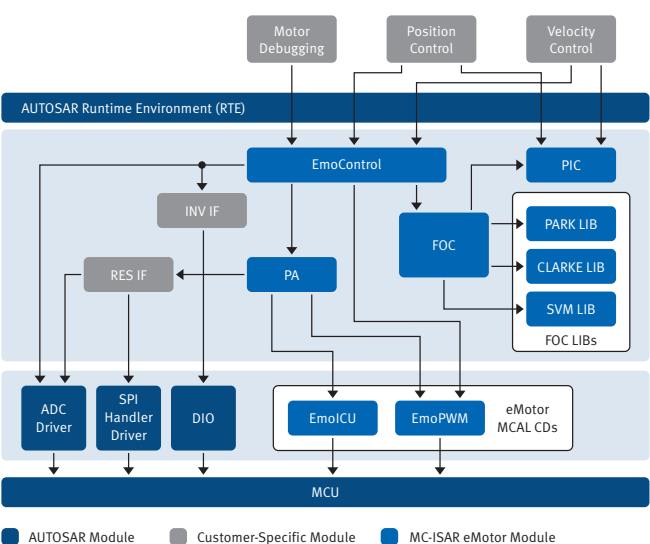 Motor
Debugging
Position
Control
Velocity
Control
AUTOSAR Runtime Environment (RTE)
EmoControl
PIC
INV IF
FOC
PARK LIB
CLARKE LIB
SVM LIB
FOC LIBs
RES IF
PA
ADC
Driver
SPI
Handler
Driver
DIO
EmoICU
EmoPWM
eMotor
MCAL CDs
MCU
AUTOSAR Module
Customer-Specific Module
MC-ISAR eMotor Module